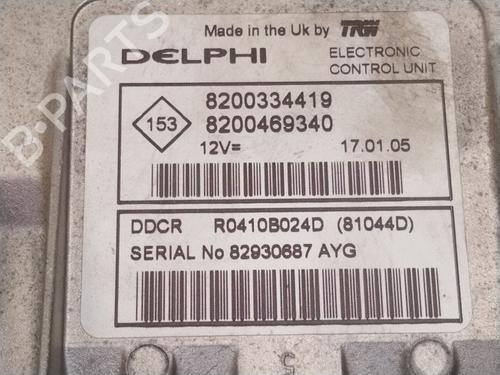 Made in the Uk by TRW
DELPHI
ELECTRONIC
CONTROL UNIT
153
8200334419
8200469340
12V= 17.01.05
DDCR R0410B024D (81044D)
SERIAL No 82930687 AYG
B-PARTS